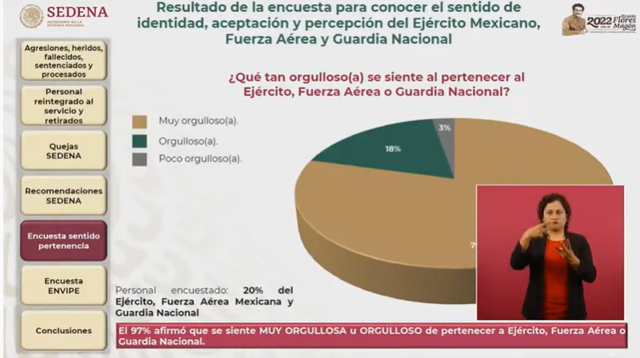 SEDENA
SECRETARÍA DE LA
DEFENSA NACIONAL
Resultado de la encuesta para conocer el sentido de
identidad, aceptación y percepción del Ejército Mexicano,
Fuerza Aérea y Guardia Nacional
2022 Flores
Magón
Agresiones, heridos,
fallecidos,
sentenciados y
procesados
Personal
reintegrado al
servicio y
retirados
Quejas
SEDENA
Recomendaciones
SEDENA
Encuesta sentido
pertenencia
Encuesta
ENVIPE
Conclusiones
¿Qué tan orgulloso(a) se siente al pertenecer al
Ejército, Fuerza Aérea o Guardia Nacional?
Muy orgulloso(a).
Orgulloso(a).
Poco orgulloso(a).
3%
18%
Personal encuestado: 20% del
Ejército, Fuerza Aérea Mexicana y
Guardia Nacional
El 97% afirmó que se siente MUY ORGULLOSA u ORGULLOSO de pertenecer a Ejército, Fuerza Aérea o
Guardia Nacional.